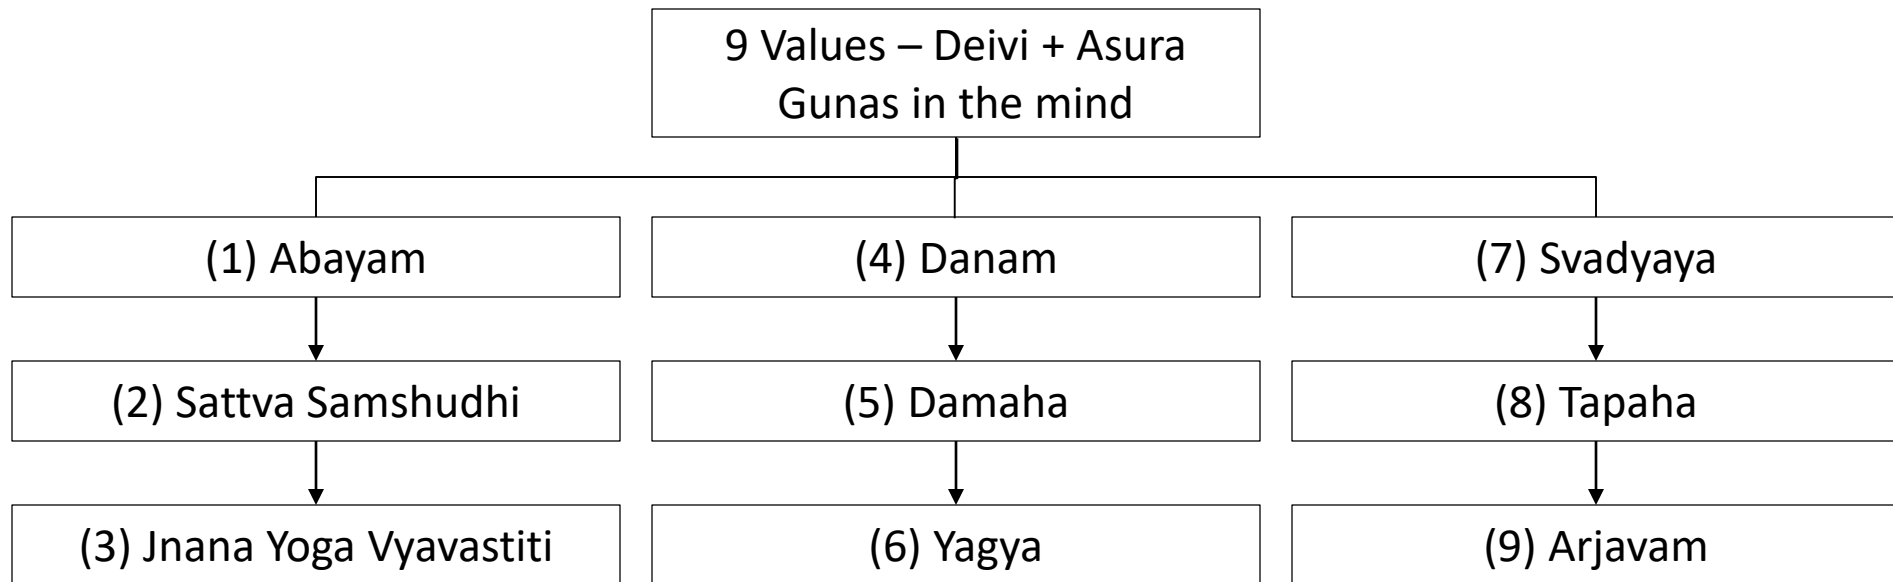 9 Values – Deivi + Asura
Gunas in the mind
(1) Abayam
(4) Danam
(7) Svadyaya
(2) Sattva Samshudhi
(5) Damaha
(8) Tapaha
(3) Jnana Yoga Vyavastiti
(6) Yagya
(9) Arjavam